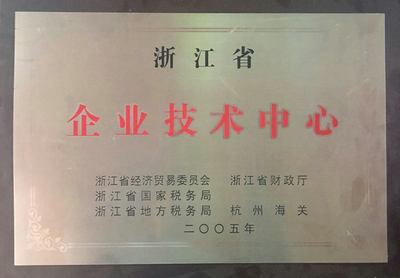 浙江省
企业技术中心
浙江省经济贸易委员会 浙江省财政厅
浙江省国家税务局
浙江省地方税务局 杭州海关
二〇〇五年